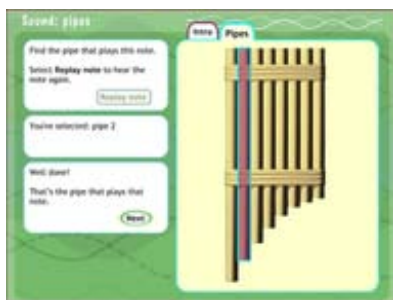 Sound: pipes
Intro
Pipes
Find the pipe that plays this note.
Select Replay note to hear the
note again.
Replay note
You've selected: pipe 2
Well done!
That's the pipe that plays that
note.
Next